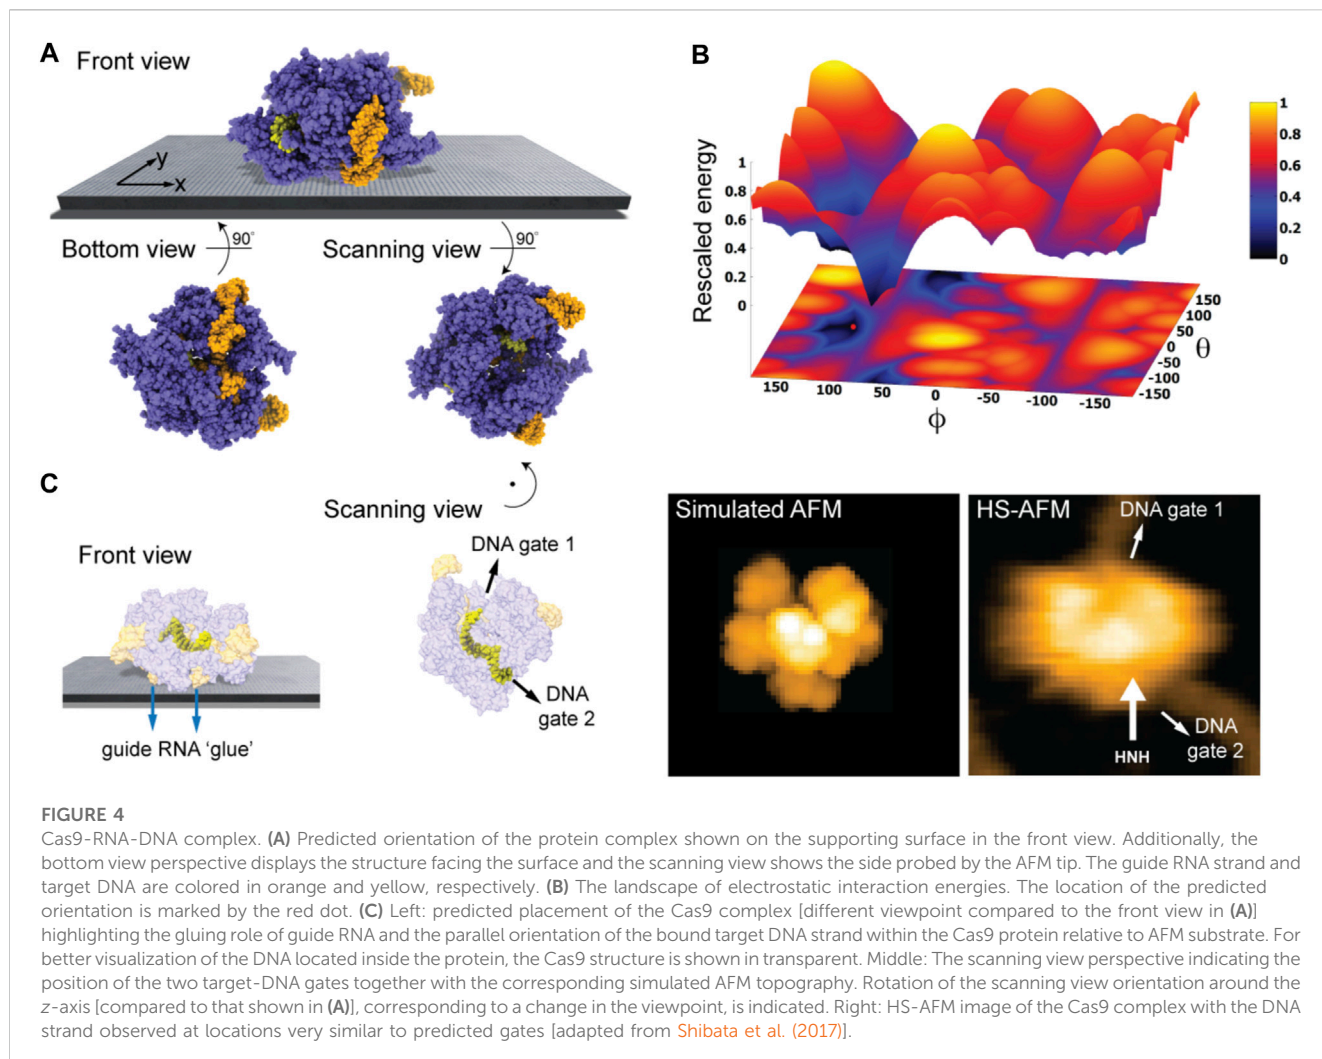 A
Front view
y
x
Bottom view
90°
Scanning view
90°
B
Rescaled energy
1
0.8
0.6
0.4
0.2
0
1
0.8
0.6
0.4
0.2
0
150
100
50
0
-50
-100
-150
θ
150
100
50
0
-50
-100
-150
ϕ
C
Front view
guide RNA 'glue'
Scanning view
DNA gate 1
DNA
gate 2
Simulated AFM
HS-AFM
DNA gate 1
HNH
DNA
gate 2
FIGURE 4
Cas9-RNA-DNA complex. (A) Predicted orientation of the protein complex shown on the supporting surface in the front view. Additionally, the
bottom view perspective displays the structure facing the surface and the scanning view shows the side probed by the AFM tip. The guide RNA strand and
target DNA are colored in orange and yellow, respectively. (B) The landscape of electrostatic interaction energies. The location of the predicted
orientation is marked by the red dot. (C) Left: predicted placement of the Cas9 complex [different viewpoint compared to the front view in (A)]
highlighting the gluing role of guide RNA and the parallel orientation of the bound target DNA strand within the Cas9 protein relative to AFM substrate. For
better visualization of the DNA located inside the protein, the Cas9 structure is shown in transparent. Middle: The scanning view perspective indicating the
position of the two target-DNA gates together with the corresponding simulated AFM topography. Rotation of the scanning view orientation around the
z-axis [compared to that shown in (A)], corresponding to a change in the viewpoint, is indicated. Right: HS-AFM image of the Cas9 complex with the DNA
strand observed at locations very similar to predicted gates [adapted from Shibata et al. (2017)].